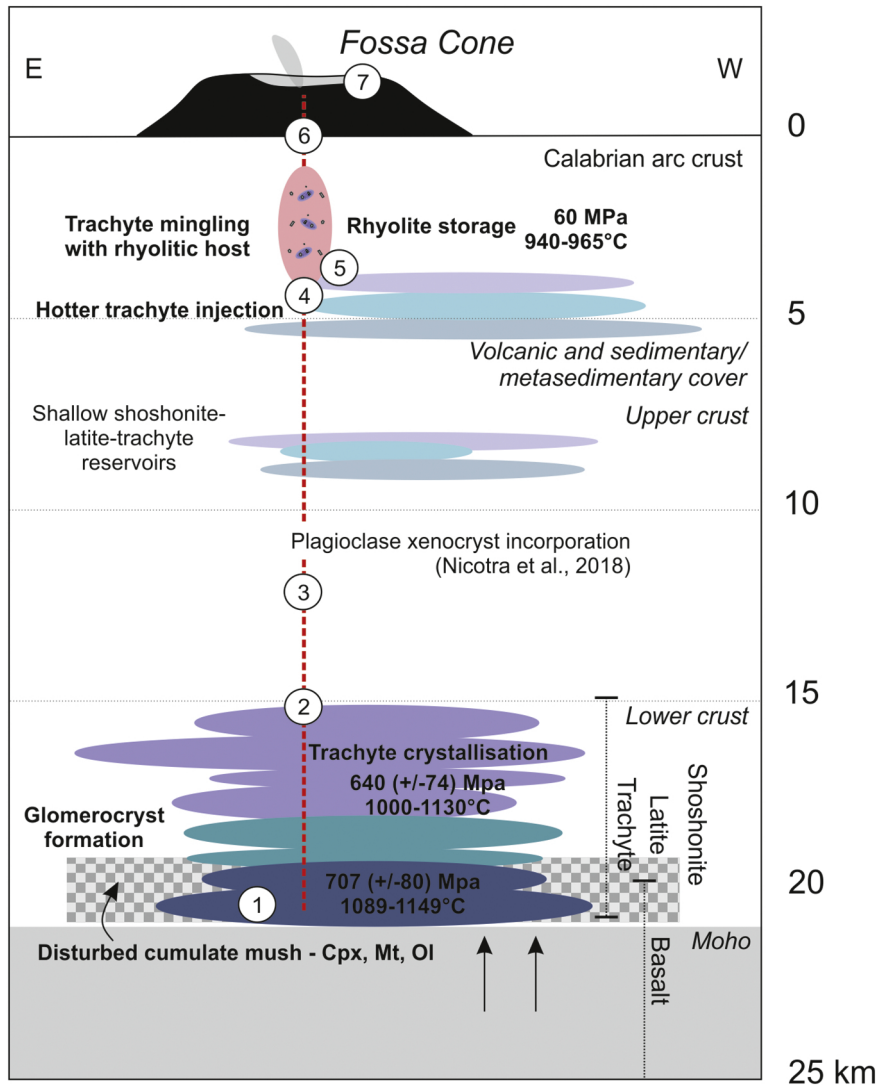 Fossa Cone
E
W
7
6
0
Calabrian arc crust
Trachyte mingling
with rhyolitic host
Rhyolite storage
60 MPa
940-965°C
5
4
Hotter trachyte injection
5
Volcanic and sedimentary/
metasedimentary cover
Shallow shoshonite-
latite-trachyte
reservoirs
Upper crust
10
Plagioclase xenocryst incorporation
(Nicotra et al., 2018)
3
15
2
Lower crust
Trachyte crystallisation
640 (+/-74) Mpa
1000-1130°C
Glomerocryst
formation
Trachyte
Latite
Shoshonite
707 (+/-80) Mpa
1089-1149°C
1
20
Disturbed cumulate mush - Cpx, Mt, Ol
Moho
Basalt
25 km